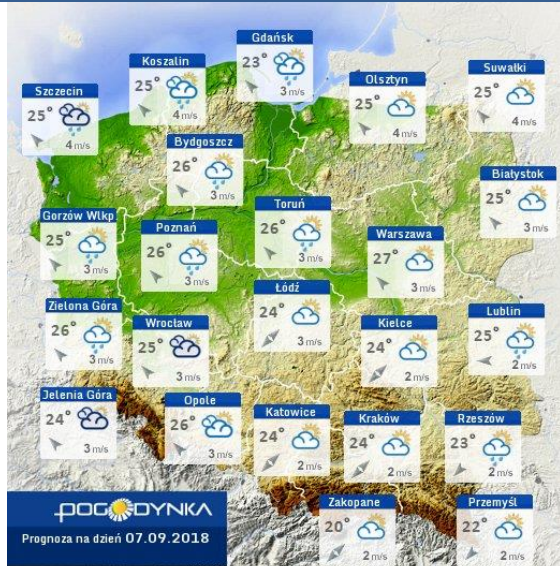 Gdańsk
23°
3 m/s
Koszalin
25°
4 m/s
Suwałki
25°
4 m/s
Olsztyn
25°
4 m/s
Szczecin
25°
4 m/s
Bydgoszcz
26°
3 m/s
Białystok
25°
3 m/s
Toruń
26°
3 m/s
Gorzów Wlkp
25°
3 m/s
Poznań
26°
3 m/s
Warszawa
27°
3 m/s
Łódź
24°
3 m/s
Zielona Góra
26°
3 m/s
Wrocław
25°
3 m/s
Kielce
24°
2 m/s
Lublin
25°
2 m/s
Jelenia Góra
24°
3 m/s
Opole
26°
3 m/s
Katowice
24°
2 m/s
Kraków
24°
2 m/s
Rzeszów
23°
2 m/s
Zakopane
20°
2 m/s
Przemyśl
22°
2 m/s
POGODYNKA
Prognoza na dzień 07.09.2018